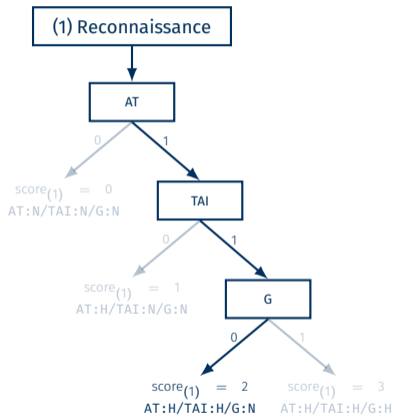 (1) Reconnaissance
AT
0 1
score(1) = 0
AT:N/TAI:N/G:N
TAI
0 1
score(1) = 1
AT:H/TAI:N/G:N
G
0 1
score(1) = 2
AT:H/TAI:H/G:N
score(1) = 3
AT:H/TAI:H/G:H